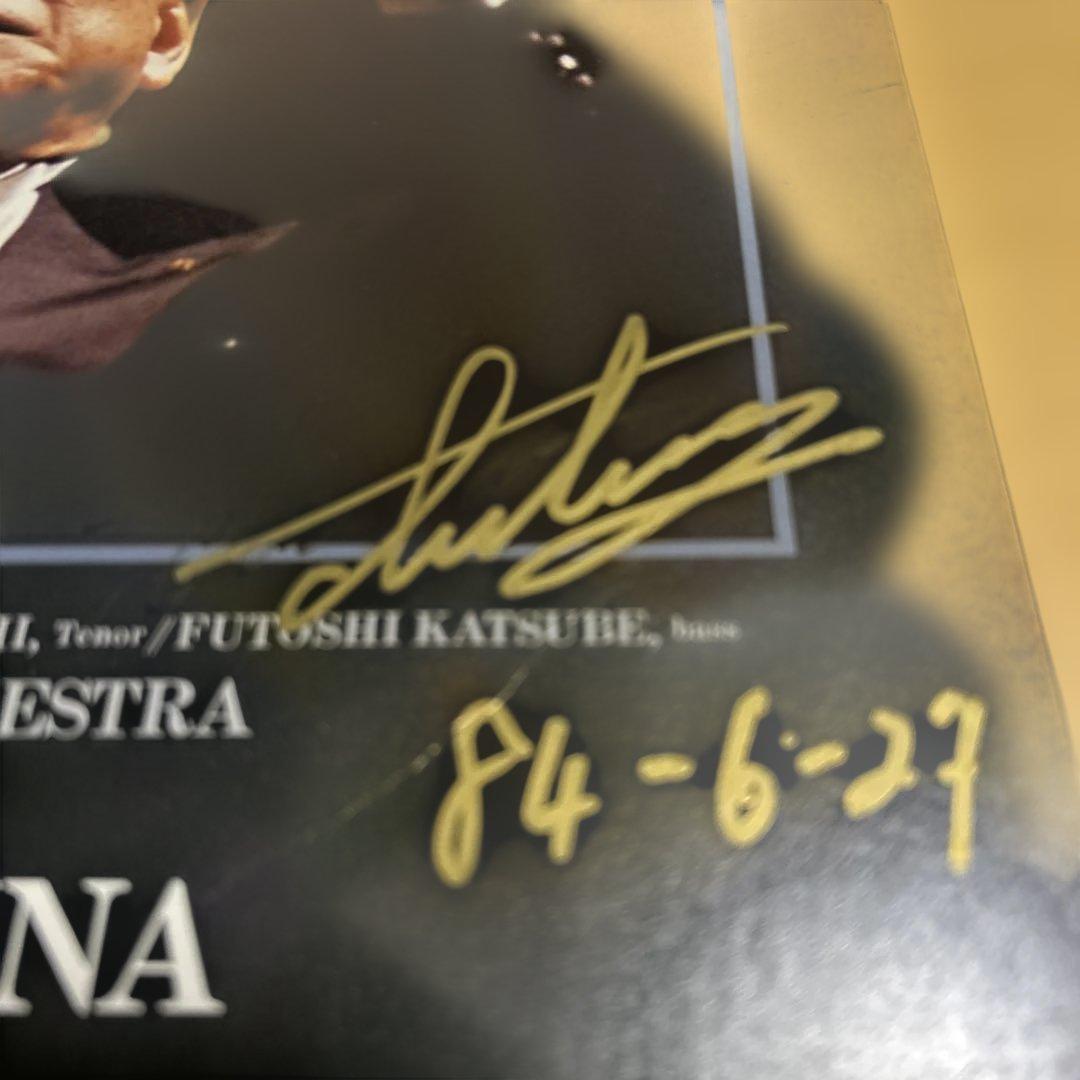 II, Tenor/FUTOSHI KATSUBE, bass
ESTRA
84-6-27
NA